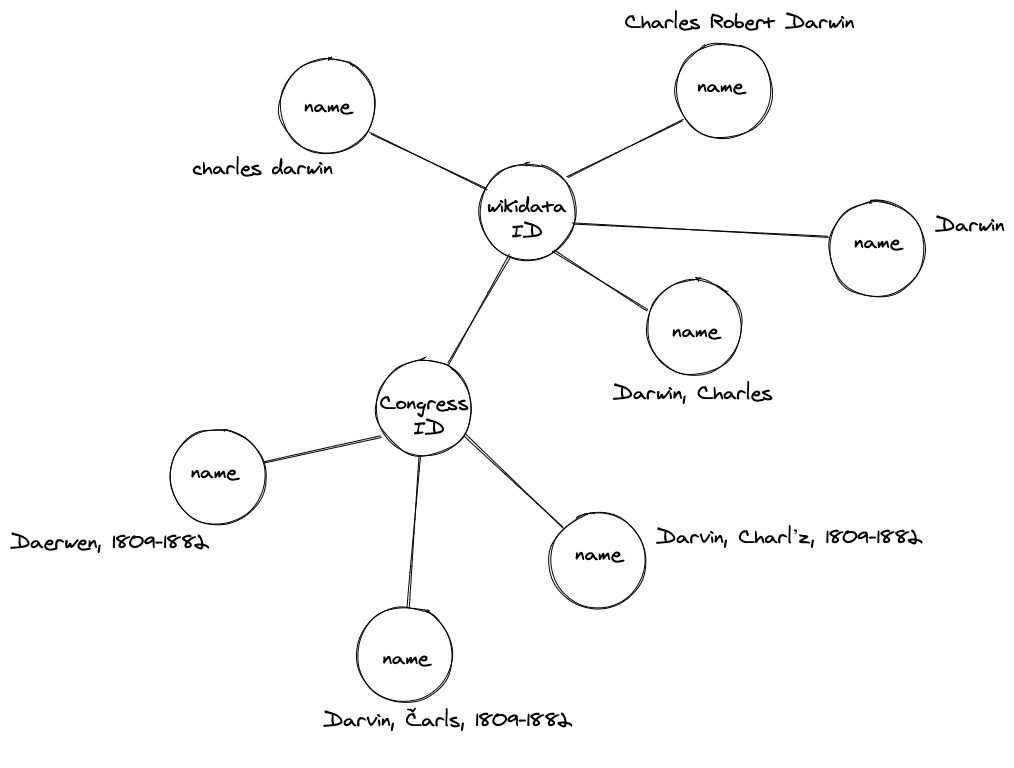 Charles Robert Darwin
name
name
charles darwin
wikidata
ID
Darwin
name
name
Darwin, Charles
Congress
ID
name
Daerwen, 1809-1882
Darvin, Charl'z, 1809-1882
name
name
Darvin, Čarls, 1809-1882